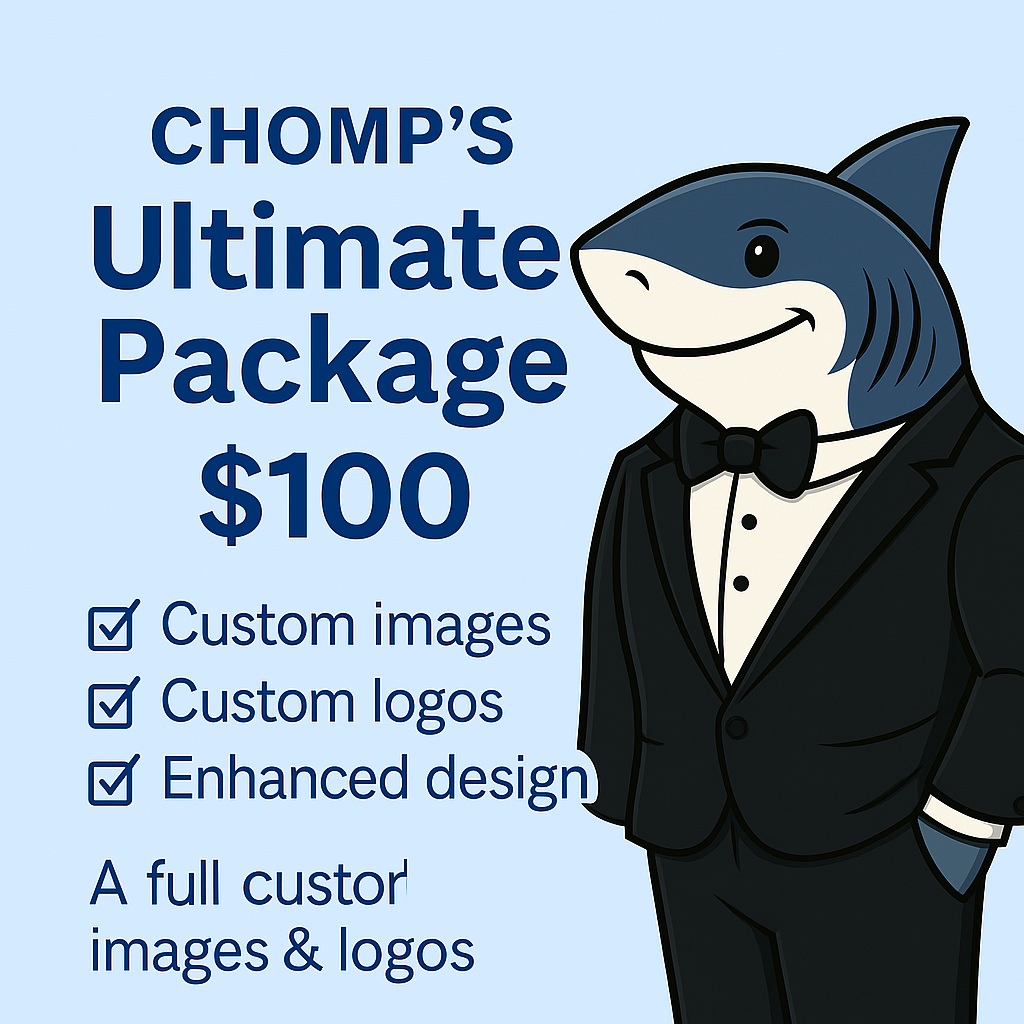 CHOMP’S
Ultimate
Package
$100
Custom images
Custom logos
Enhanced design
A full
images & logos